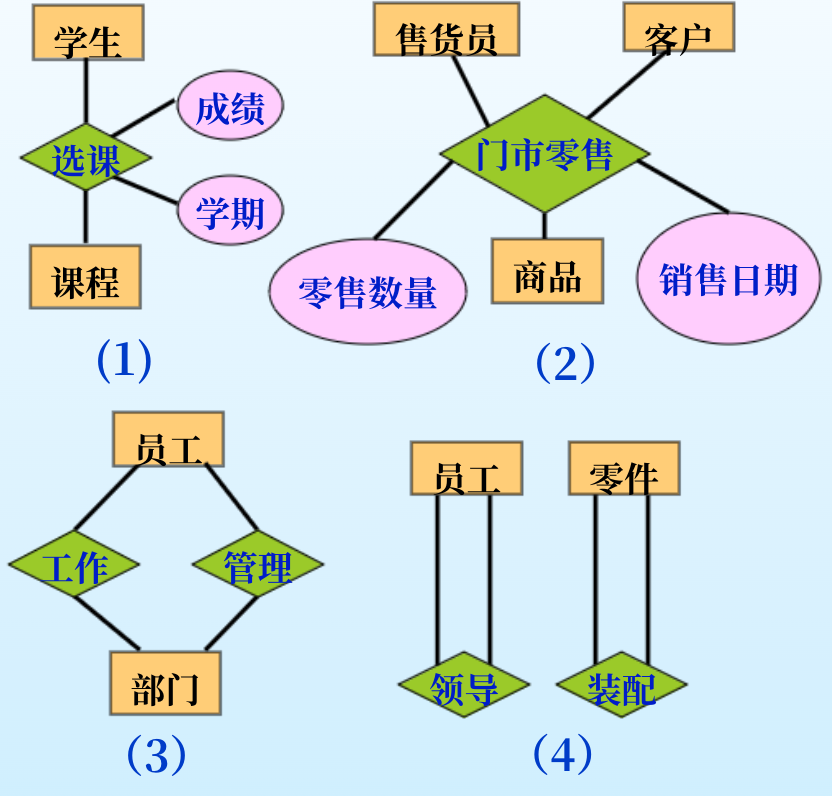 学生
成绩
选课
学期
课程
(1)
售货员
客户
门市零售
零售数量
商品
销售日期
(2)
员工
工作
管理
部门
(3)
员工
零件
领导
装配
(4)